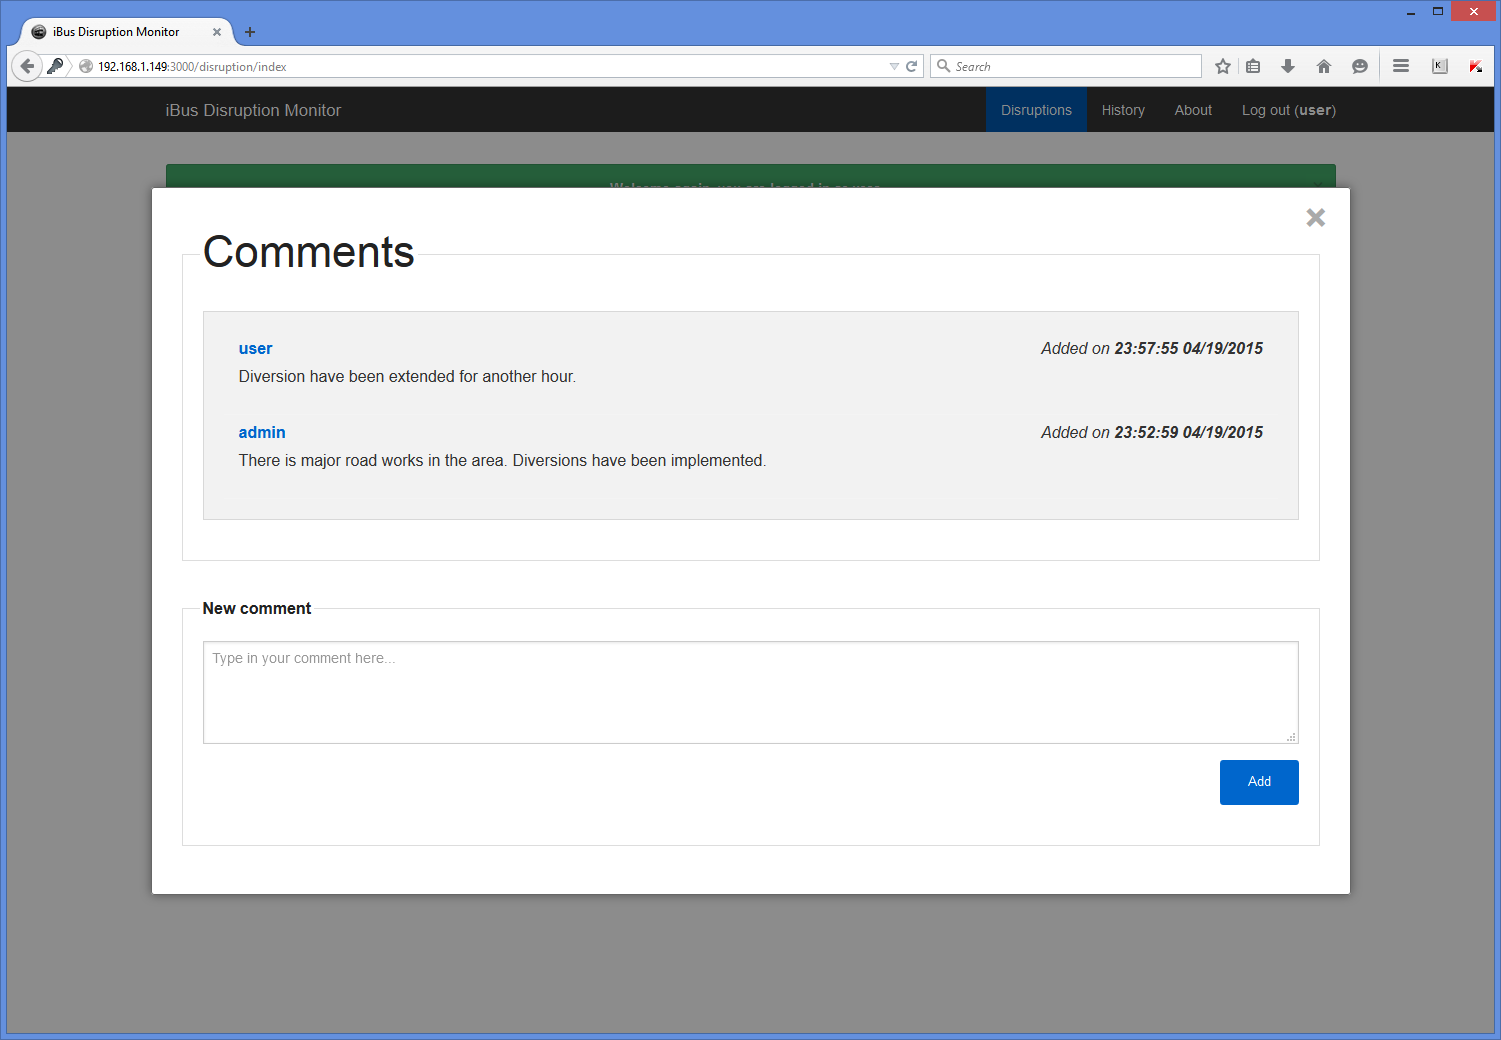 iBus Disruption Monitor
192.168.1.149:3000/disruption/index
Search
K
iBus Disruption Monitor
Disruptions
History
About
Log out (user)
Comments
user
Added on 23:57:55 04/19/2015
Diversion have been extended for another hour.
admin
Added on 23:52:59 04/19/2015
There is major road works in the area. Diversions have been implemented.
New comment
Type in your comment here...
Add